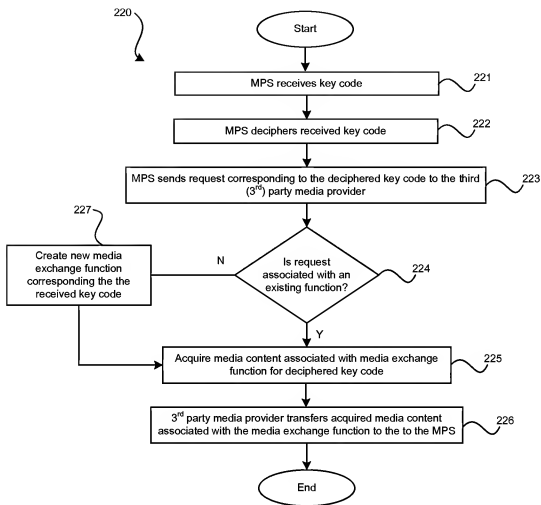 220
Start
MPS receives key code
221
MPS deciphers received key code
222
MPS sends request corresponding to the deciphered key code to the third
(3rd) party media provider
223
227
Create new media
exchange function
corresponding the the
received key code
N
Is request
associated with an
existing function?
224
Y
Acquire media content associated with media exchange
function for deciphered key code
225
3rd party media provider transfers acquired media content
associated with the media exchange function to the to the MPS
226
End